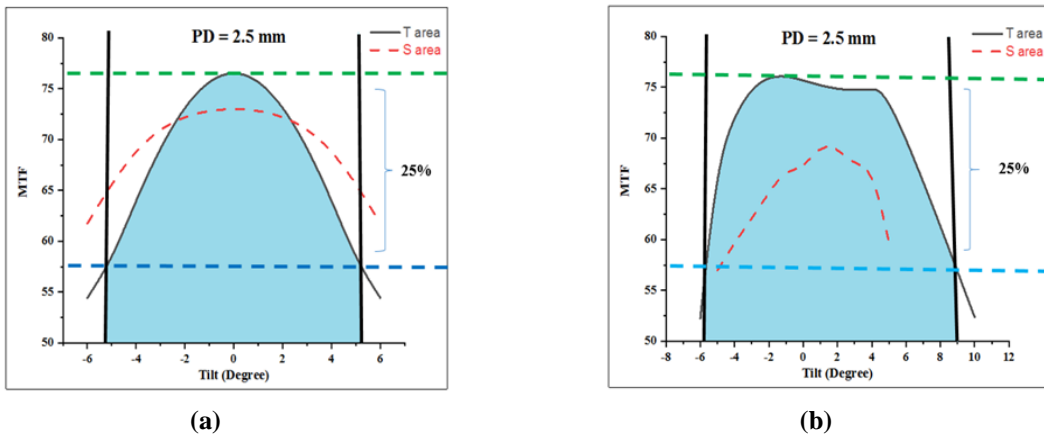 PD = 2.5 mm
T area
S area
80
75
70
65
60
55
50
MTF
25%
-6 -4 -2 0 2 4 6
Tilt (Degree)
(a)
PD = 2.5 mm
T area
S area
80
75
70
65
60
55
50
MTF
25%
-8 -6 -4 -2 0 2 4 6 8 10 12
Tilt (Degree)
(b)